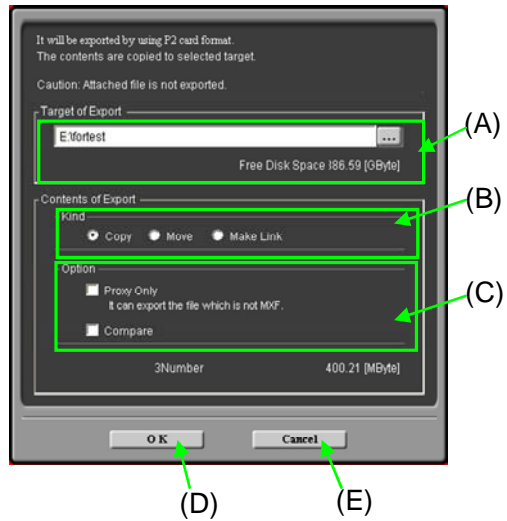 It will be exported by using P2 card format.
The contents are copied to selected target.
Caution: Attached file is not exported.
Target of Export
E:\fortest
...
(A)
Free Disk Space 386.59 [GByte]
Contents of Export
(B)
Kind
Copy Move Make Link
Option
Proxy Only
It can export the file which is not MXF.
(C)
Compare
3Number 400.21 [MByte]
O K Cancel
(D) (E)